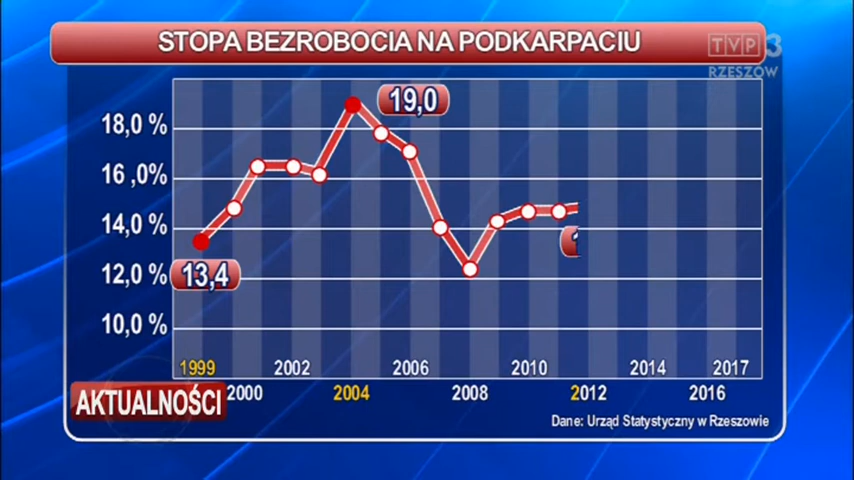 STOPA BEZROBOCIA NA PODKARPACIU
TVP3
RZESZÓW
19,0
18,0 %
16 ,0%
14,0 %
12,0 %
13,4
10,0 %
1999 2002 2006 2010 2014 2017
2000 2004 2008 2012 2016
AKTUALNOŚCI
Dane: Urząd Statystyczny w Rzeszowie